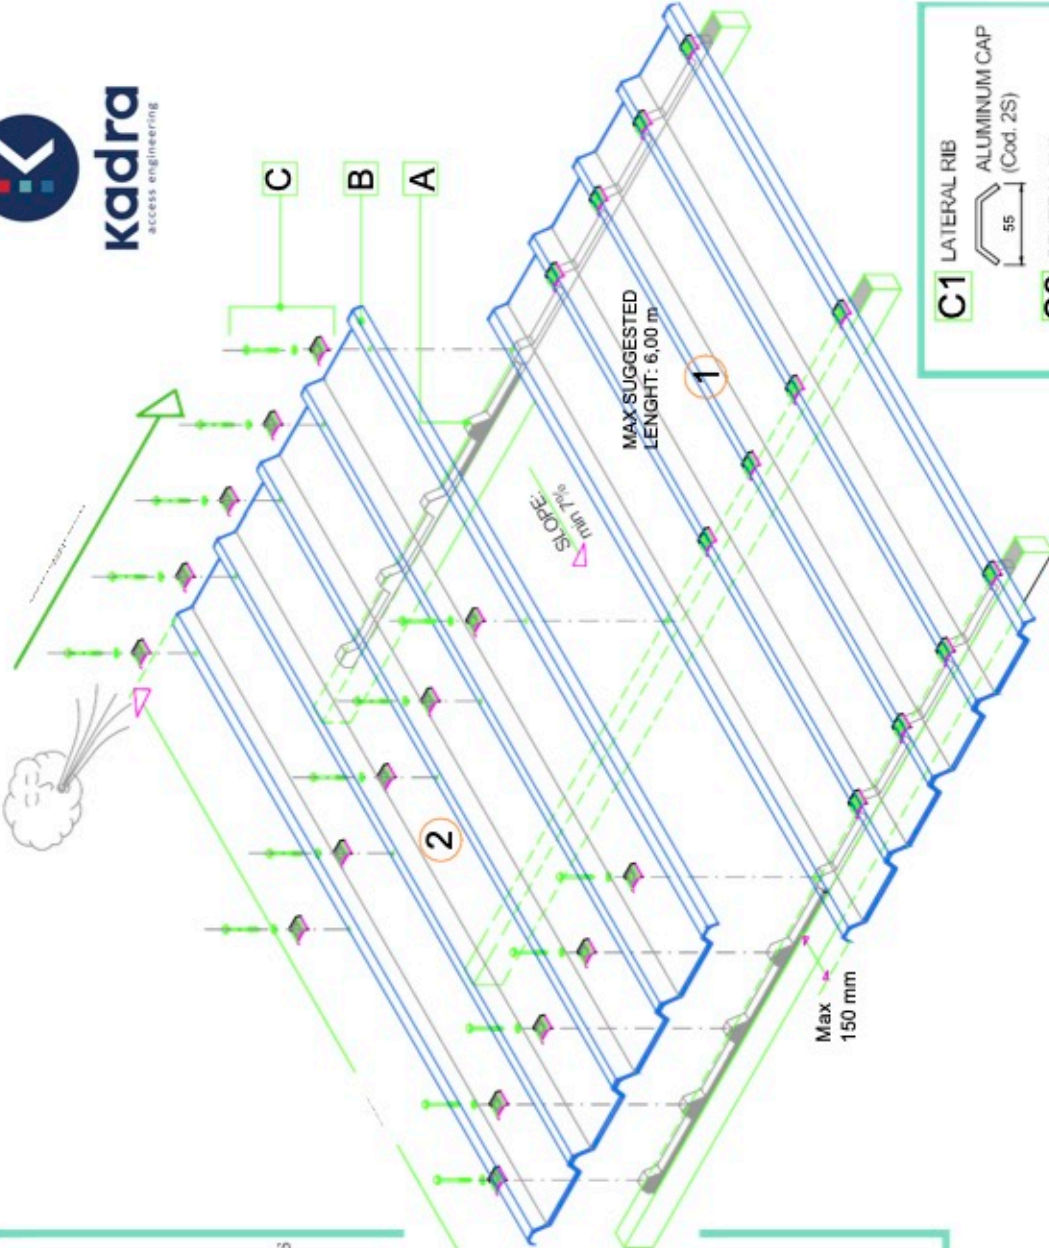 kadra
access engineering
C
B
A
MAX SUGGESTED
LENGHT: 6,00 m
1
SLOPE:
min 7%
2
Max
150 mm
C1 LATERAL RIB
ALUMINUM CAP
(Cod. 2S)
55